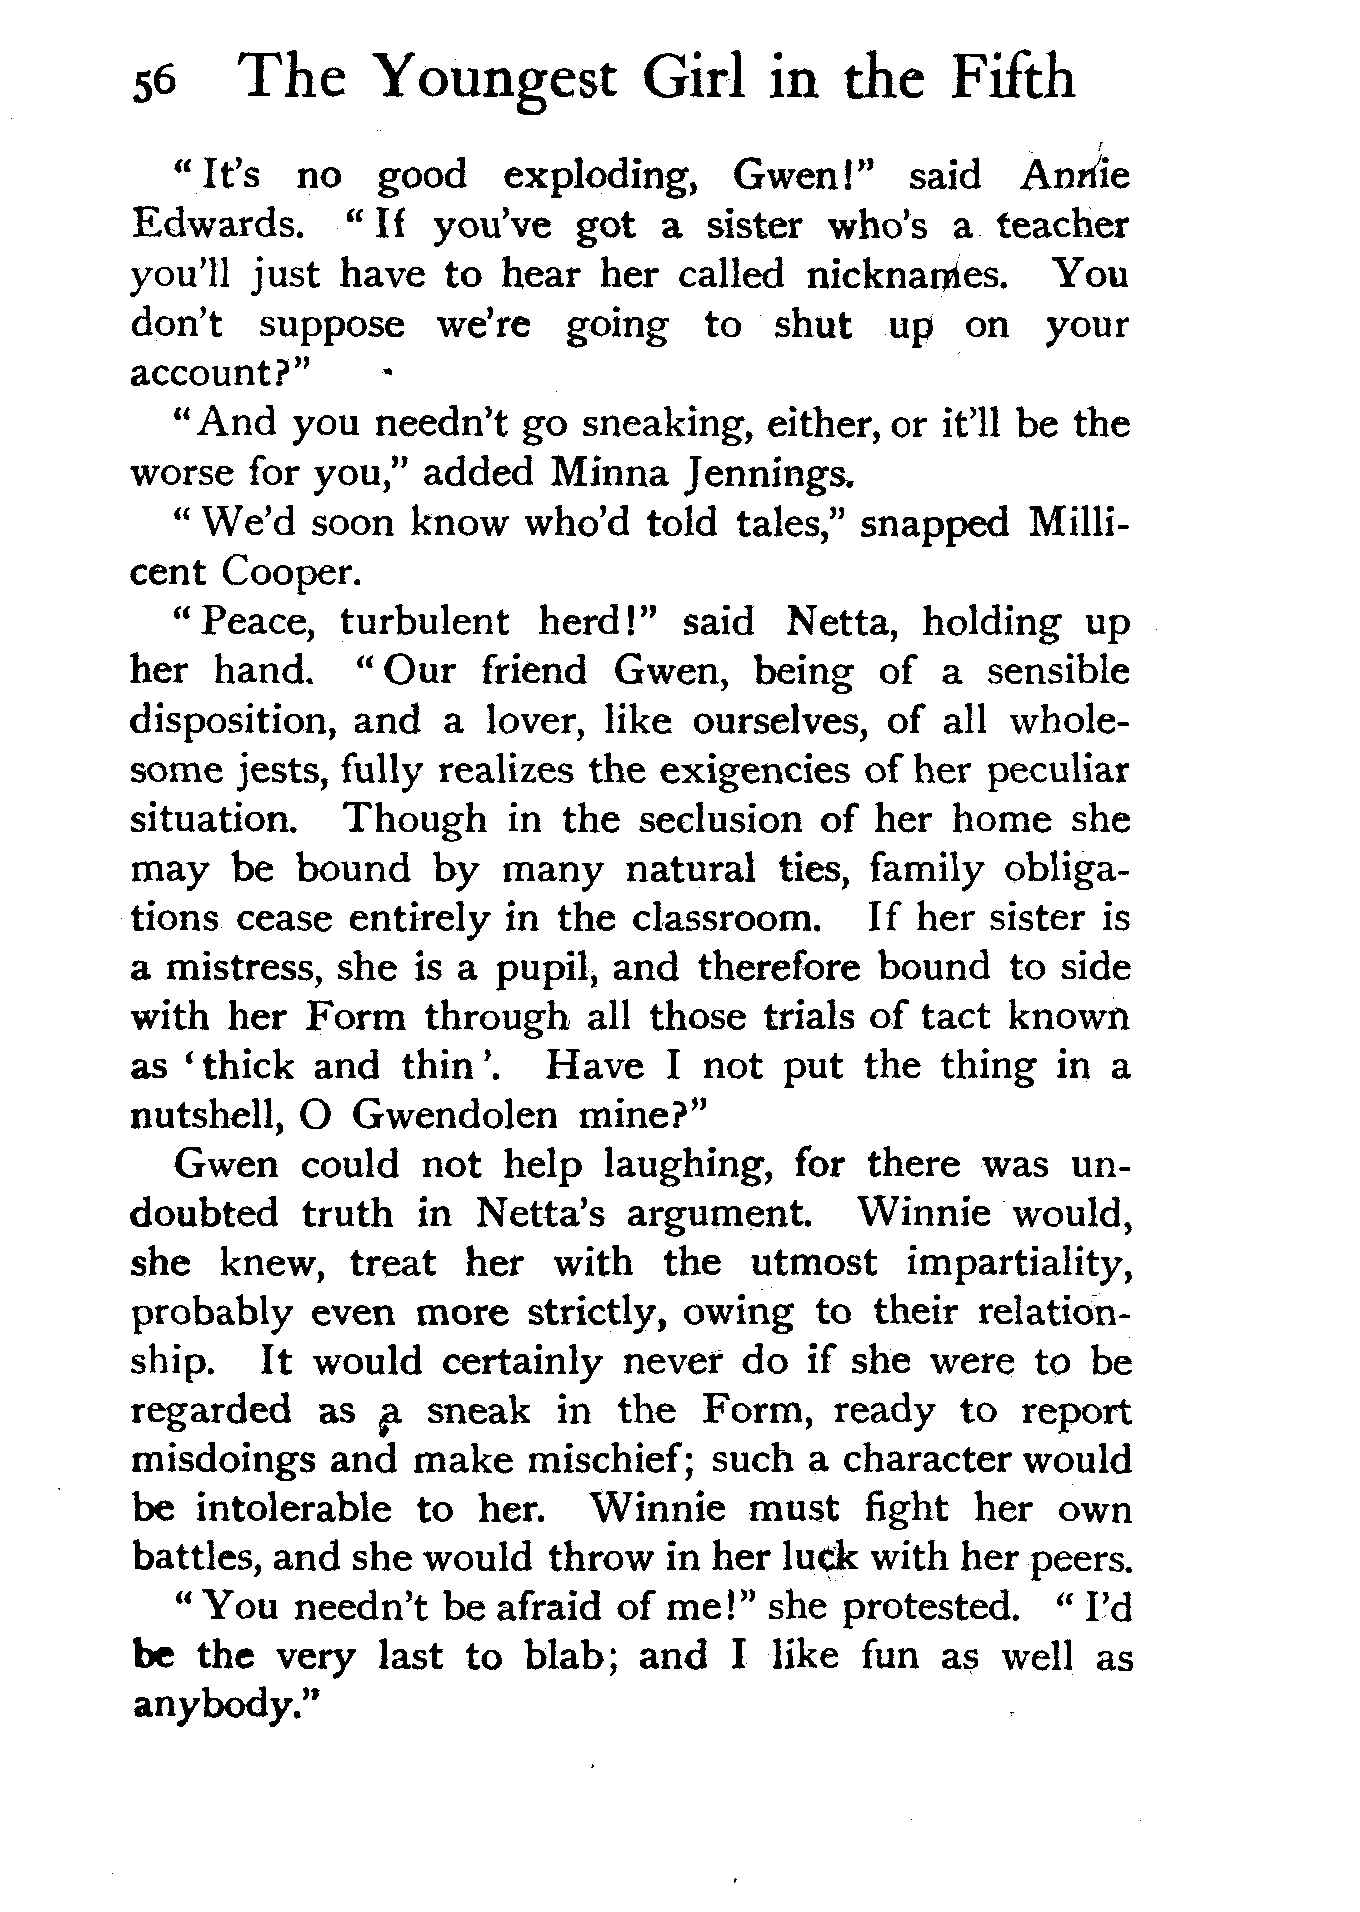 56 The Youngest Girl in the Fifth
“It's no good exploding, Gwen!” said Annie
Edwards. “If you've got a sister who's a teacher
you'll just have to hear her called nicknames. You
don't suppose we're going to shut up on your
account?”
“And you needn't go sneaking, either, or it'll be the
worse for you,” added Minna Jennings.
“We'd soon know who'd told tales,” snapped Milli-
cent Cooper.
“Peace, turbulent herd!” said Netta, holding up
her hand. “Our friend Gwen, being of a sensible
disposition, and a lover, like ourselves, of all whole-
some jests, fully realizes the exigencies of her peculiar
situation. Though in the seclusion of her home she
may be bound by many natural ties, family obliga-
tions cease entirely in the classroom. If her sister is
a mistress, she is a pupil, and therefore bound to side
with her Form through all those trials of tact known
as ‘thick and thin’. Have I not put the thing in a
nutshell, O Gwendolen mine?”
Gwen could not help laughing, for there was un-
doubted truth in Netta's argument. Winnie would,
she knew, treat her with the utmost impartiality,
probably even more strictly, owing to their relation-
ship. It would certainly never do if she were to be
regarded as a sneak in the Form, ready to report
misdoings and make mischief; such a character would
be intolerable to her. Winnie must fight her own
battles, and she would throw in her luck with her peers.
“You needn't be afraid of me!” she protested. “I'd
be the very last to blab; and I like fun as well as
anybody.”